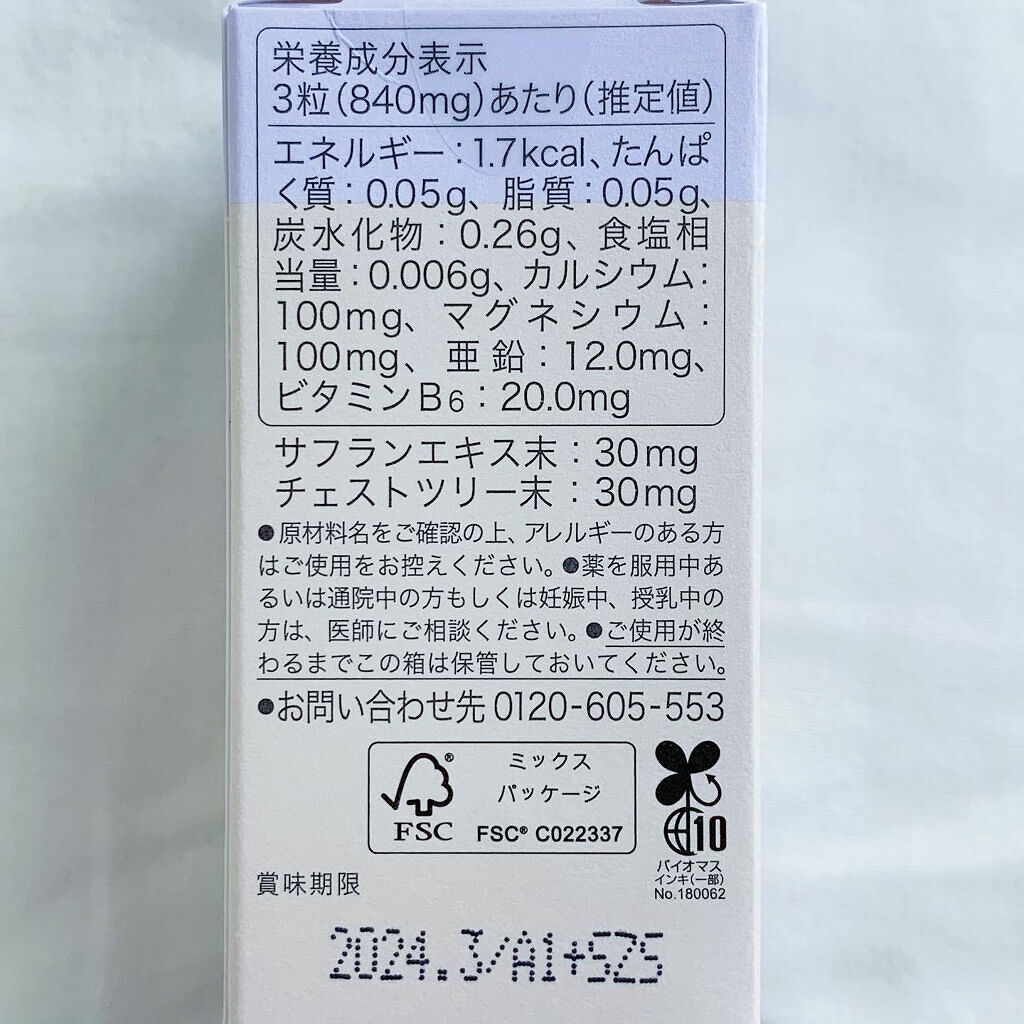 栄養成分表示
3粒(840mg)あたり(推定値)
エネルギー:1.7kcal、たんぱ
く質:0.05g、脂質:0.05g、
炭水化物:0.26g、食塩相
当量:0.006g、カルシウム:
100mg、マグネシウム:
100mg、亜鉛:12.0mg、
ビタミンB6:20.0mg
サフランエキス末:30mg
チェストツリー末:30mg
●原材料名をご確認の上、アレルギーのある方
はご使用をお控えください。●薬を服用中あ
るいは通院中の方もしくは妊娠中、授乳中の
方は、医師にご相談ください。●ご使用が終
わるまでこの箱は保管しておいてください。
●お問い合わせ先 0120-605-553
ミックス
パッケージ
FSC® FSC® C022337
10
バイオマス
インキ(一部)
No.180062
賞味期限
2024.3/A1+S25